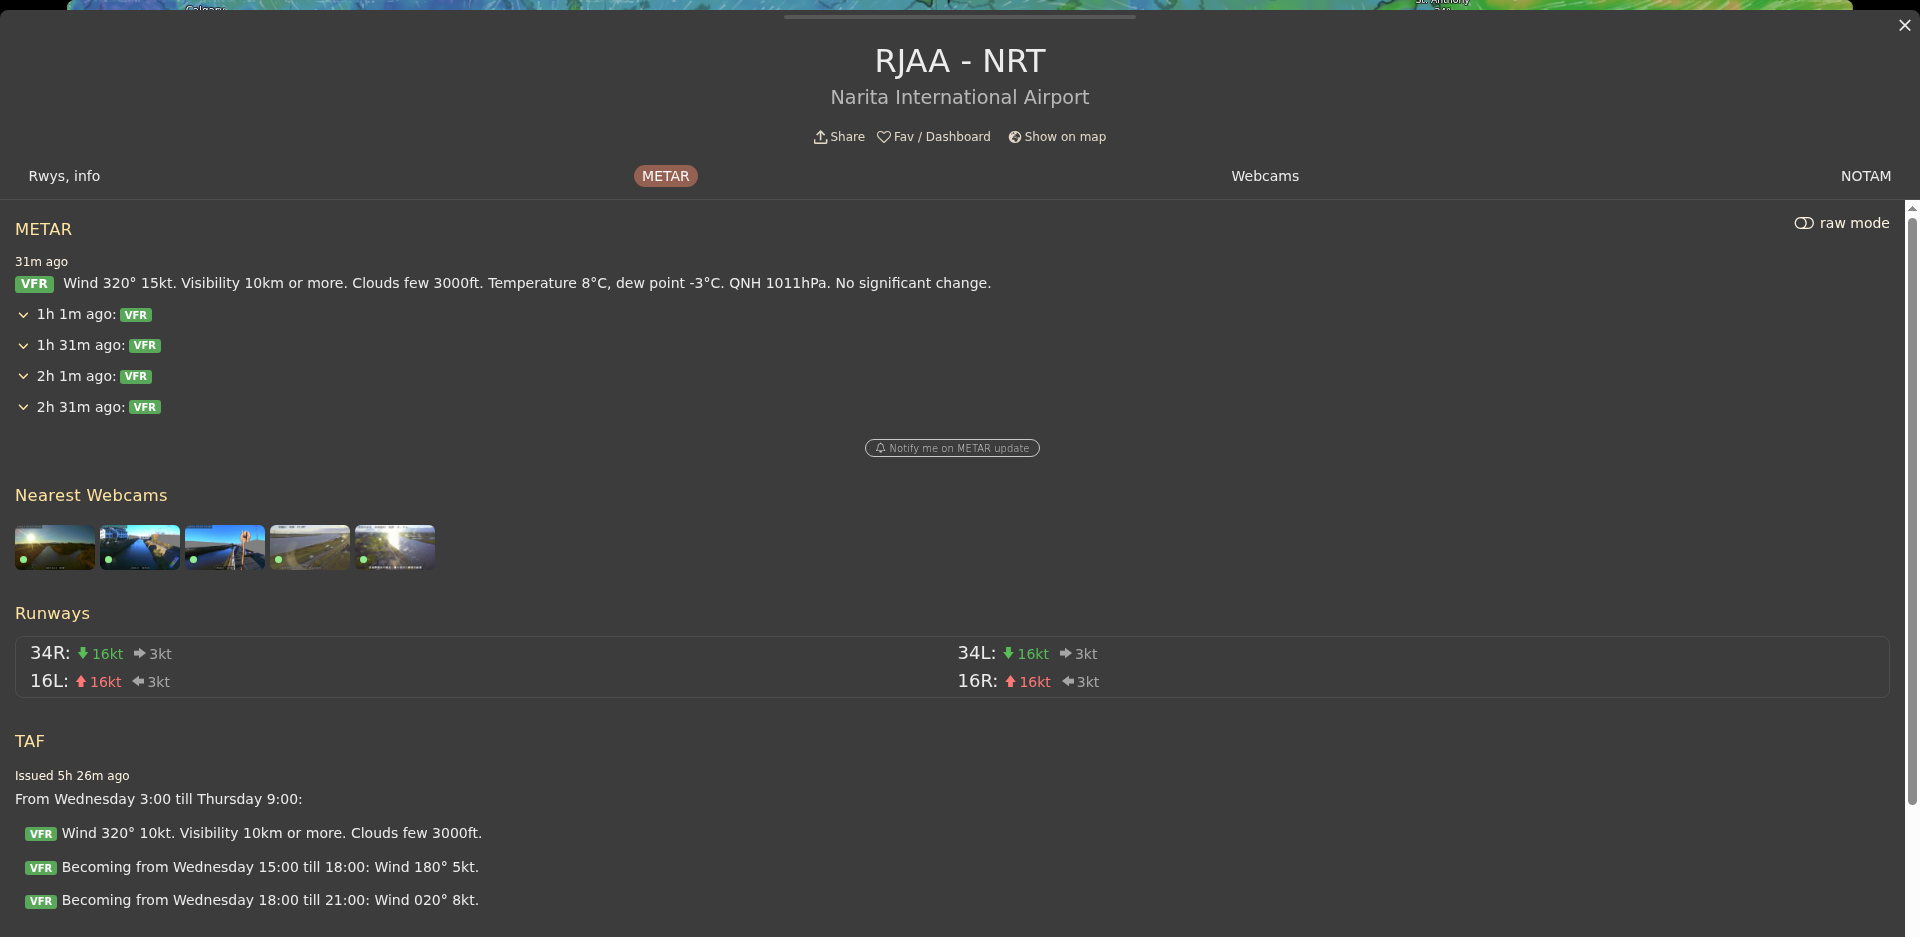 Calgary
St. Anthony
RJAA - NRT
Narita International Airport
Share Fav / Dashboard Show on map
Rwys, info METAR Webcams NOTAM
METAR
raw mode
31m ago
VFR Wind 320° 15kt. Visibility 10km or more. Clouds few 3000ft. Temperature 8°C, dew point -3°C. QNH 1011hPa. No significant change.
1h 1m ago: VFR
1h 31m ago: VFR
2h 1m ago: VFR
2h 31m ago: VFR
Notify me on METAR update
Nearest Webcams
Runways
34R: 16kt 3kt 34L: 16kt 3kt
16L: 16kt 3kt 16R: 16kt 3kt
TAF
Issued 5h 26m ago
From Wednesday 3:00 till Thursday 9:00:
VFR Wind 320° 10kt. Visibility 10km or more. Clouds few 3000ft.
VFR Becoming from Wednesday 15:00 till 18:00: Wind 180° 5kt.
VFR Becoming from Wednesday 18:00 till 21:00: Wind 020° 8kt.